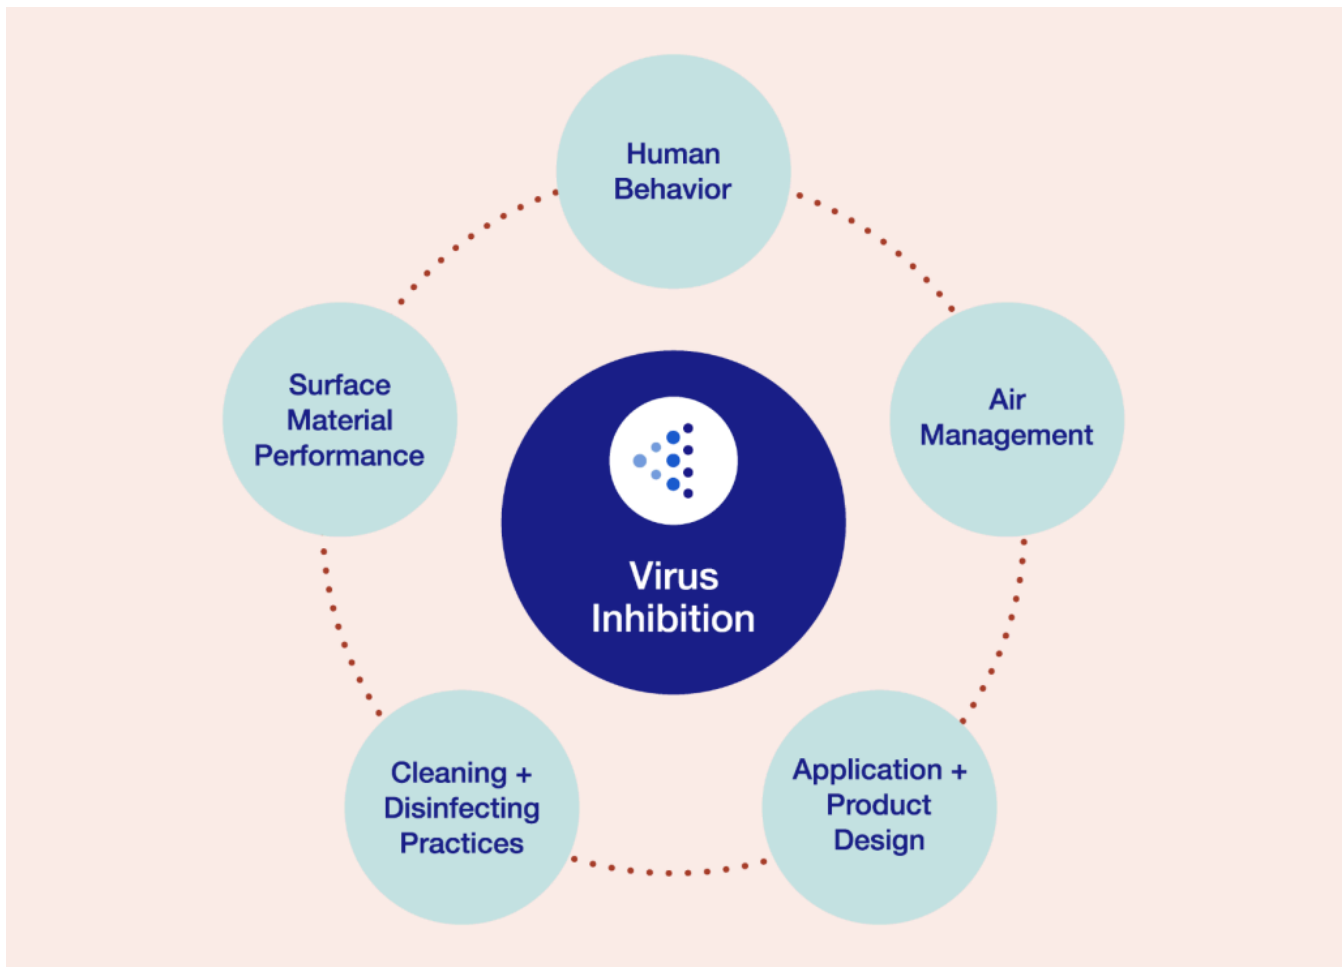 Human
Behavior
Air
Management
Application +
Product
Design
Cleaning +
Disinfecting
Practices
Surface
Material
Performance
Virus
Inhibition